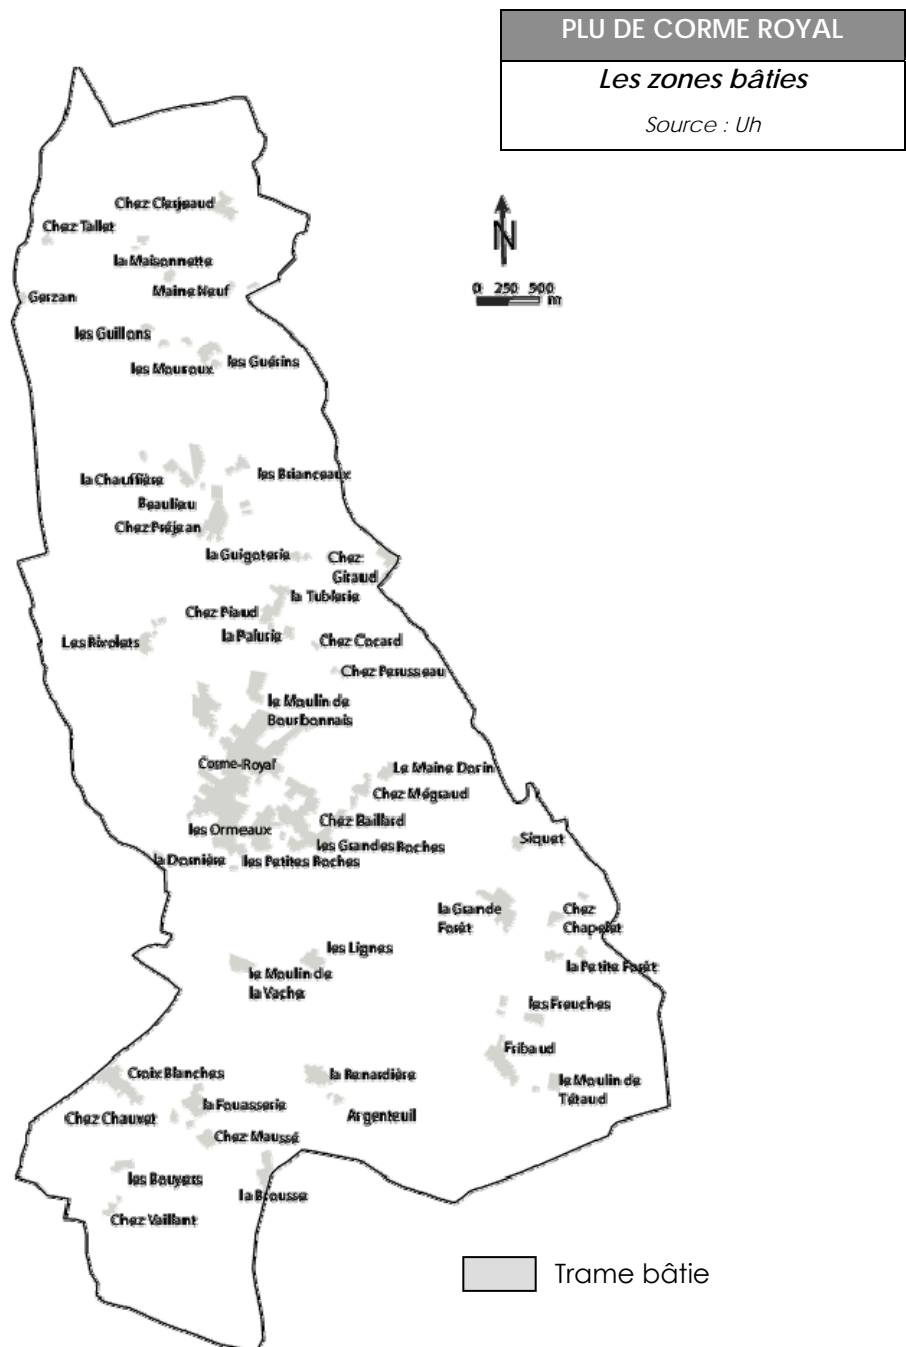 PLU DE CORME ROYAL
Les zones bâties
Source : Uh
N
0 250 500
m
Chez Clerjeaud
Chez Tallet
la Maisonnette
Maine Neuf
Gerzan
les Guillons
les Guérins
les Mouroux
les Brianceaux
la Chauffière
Beaulieu
Chez Préjean
la Guigoterie
Chez
Giraud
la Tublerie
Chez Piaud
la Palurie
Chez Cocard
Les Rivolets
Chez Perusseau
le Moulin de
Bourbonnais
Corme-Royal
Le Maine Dorin
Chez Mégraud
Chez Baillard
les Ormeaux
Siquet
les Grandes Roches
la Dornière
les Petites Roches
la Grande
Forêt
Chez
Chapelet
les Lignes
la Petite Forêt
le Moulin de
la Vache
les Freuches
Fribaud
Croix Blanches
la Renardière
le Moulin de
Tétaud
la Fouasserie
Chez Chauvet
Argenteuil
Chez Maussé
les Bouyers
la Brousse
Chez Vaillant
Trame bâtie